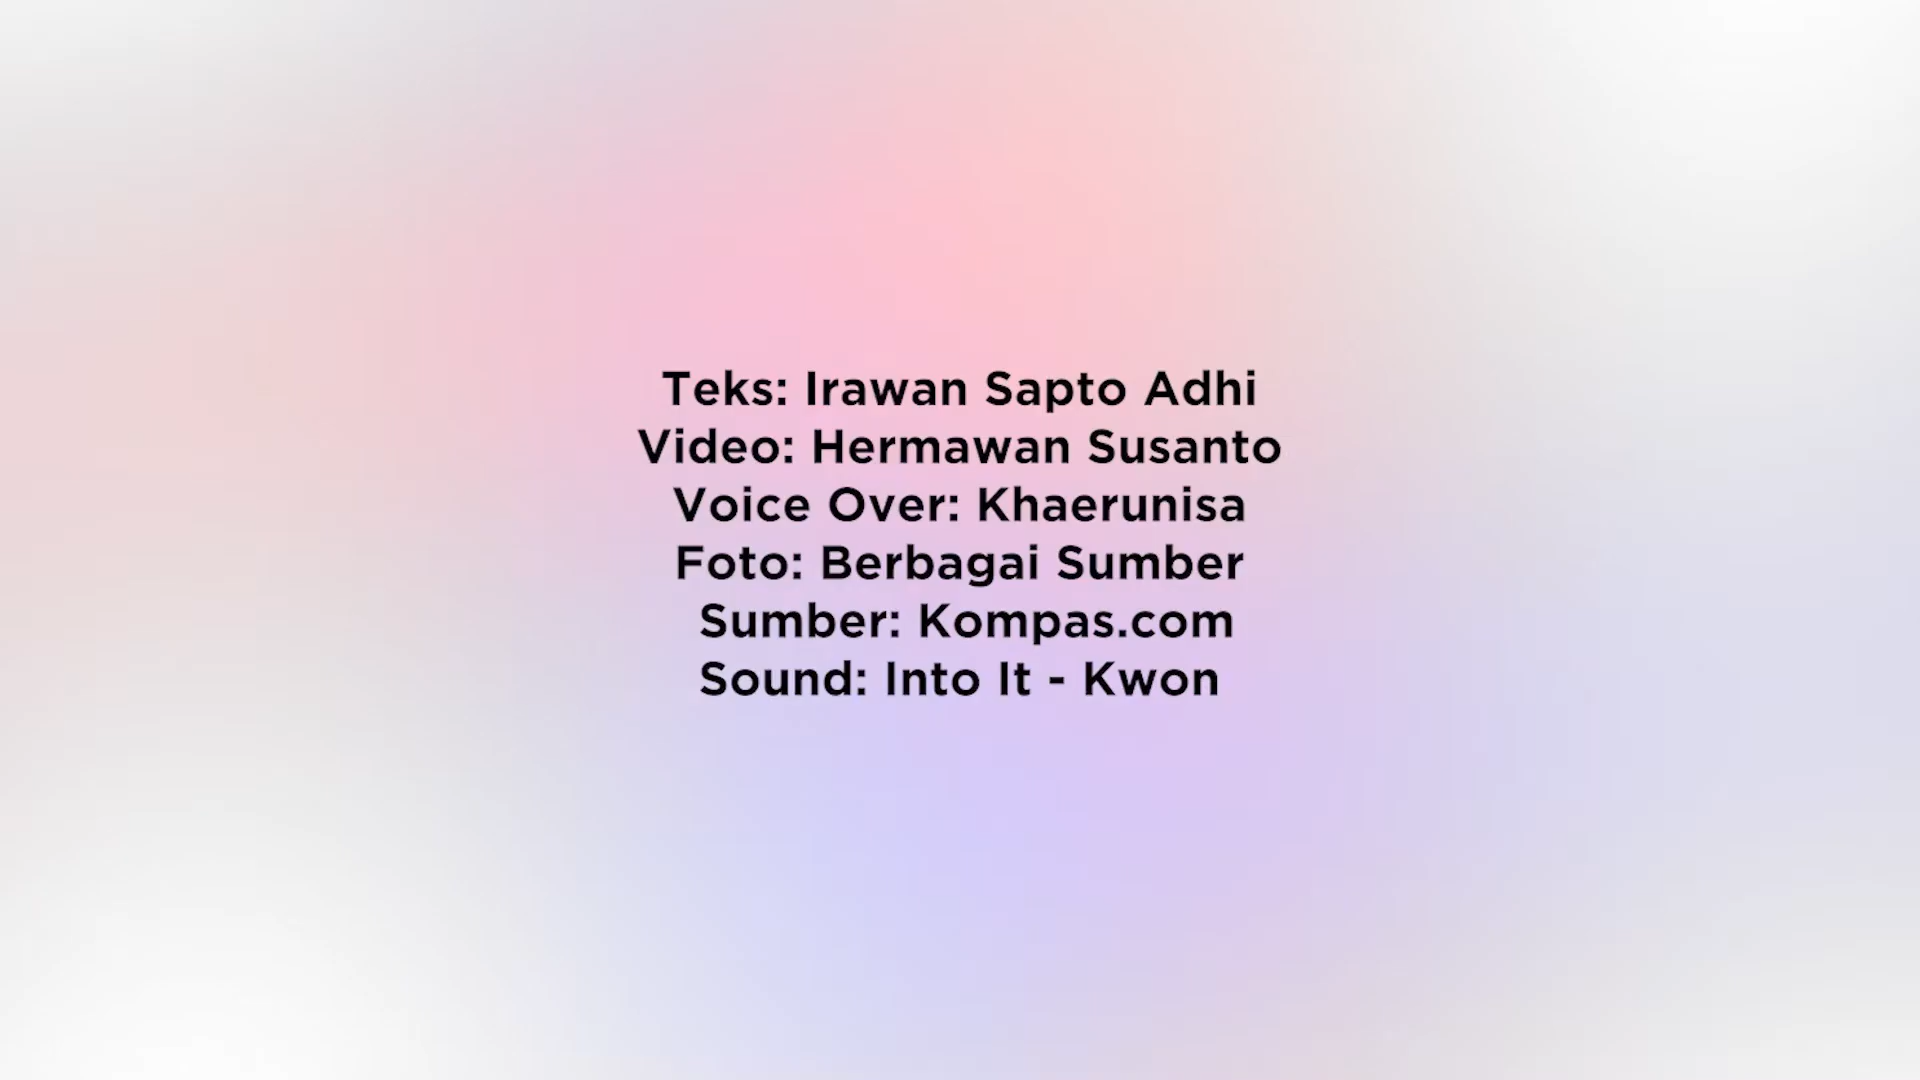 Teks: Irawan Sapto Adhi
Video: Hermawan Susanto
Voice Over: Khaerunisa
Foto: Berbagai Sumber
Sumber: Kompas.com
Sound: Into It - Kwon